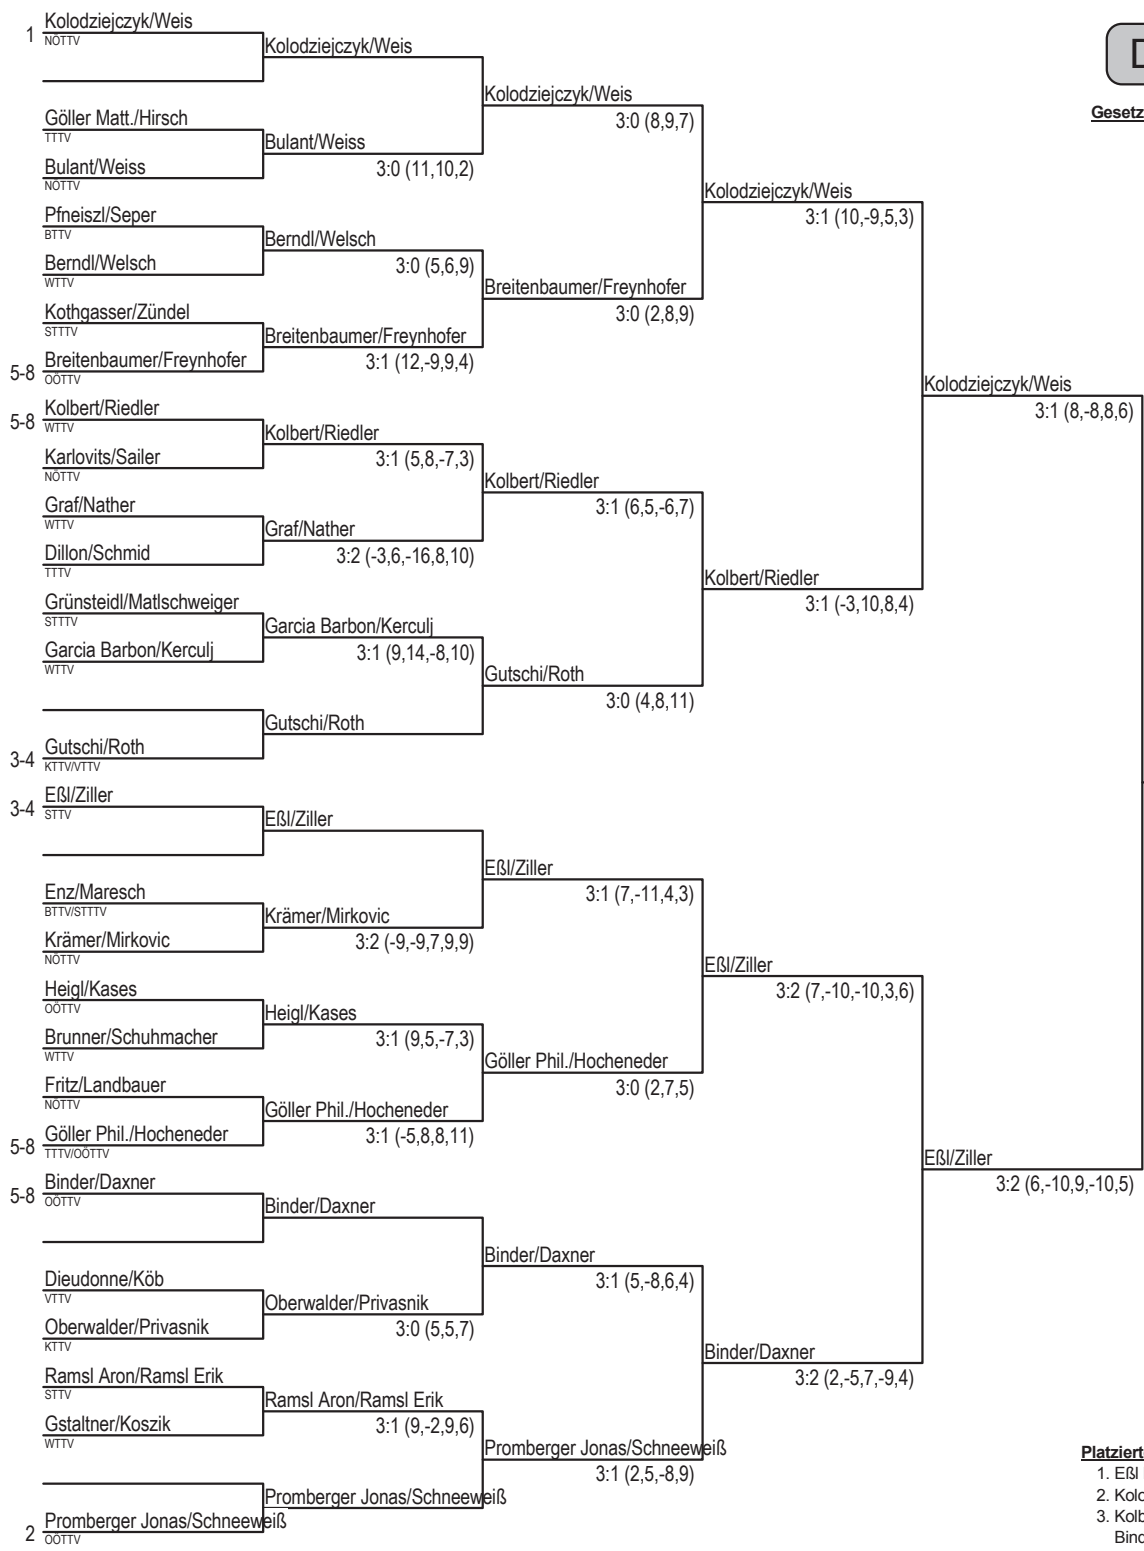 1 Kolodziejczyk/Weis
NÖTTV
Göller Matt./Hirsch
TTTV
Bulant/Weiss
NÖTTV
Pfneiszl/Seper
BTTV
Berndl/Welsch
WTTV
Kothgasser/Zündel
STTTV
5-8 Breitenbaumer/Freynhofer
OÖTTV
5-8 Kolbert/Riedler
WTTV
Karlovits/Sailer
NÖTTV
Graf/Nather
WTTV
Dillon/Schmid
TTTV
Grünsteidl/Matlschweiger
STTTV
Garcia Barbon/Kerculj
WTTV
3-4 Gutschi/Roth
KTTV/VTTV
3-4 Eßl/Ziller
STTV
Enz/Maresch
BTTV/STTTV
Krämer/Mirkovic
NÖTTV
Heigl/Kases
OÖTTV
Brunner/Schuhmacher
WTTV
Fritz/Landbauer
NÖTTV
5-8 Göller Phil./Hocheneder
TTTV/OÖTTV
5-8 Binder/Daxner
OÖTTV
Dieudonne/Köb
VTTV
Oberwalder/Privasnik
KTTV
Ramsl Aron/Ramsl Erik
STTV
Gstaltner/Koszik
WTTV
2 Promberger Jonas/Schneeweiß
OÖTTV
Kolodziejczyk/Weis
Bulant/Weiss
3:0 (11,10,2)
Berndl/Welsch
3:0 (5,6,9)
Breitenbaumer/Freynhofer
3:1 (12,-9,9,4)
Kolbert/Riedler
3:1 (5,8,-7,3)
Graf/Nather
3:2 (-3,6,-16,8,10)
Garcia Barbon/Kerculj
3:1 (9,14,-8,10)
Gutschi/Roth
Eßl/Ziller
Krämer/Mirkovic
3:2 (-9,-9,7,9,9)
Heigl/Kases
3:1 (9,5,-7,3)
Göller Phil./Hocheneder
3:1 (-5,8,8,11)
Binder/Daxner
Oberwalder/Privasnik
3:0 (5,5,7)
Ramsl Aron/Ramsl Erik
3:1 (9,-2,9,6)
Promberger Jonas/Schneeweiß
Kolodziejczyk/Weis
3:0 (8,9,7)
Breitenbaumer/Freynhofer
3:0 (2,8,9)
Kolbert/Riedler
3:1 (6,5,-6,7)
Gutschi/Roth
3:0 (4,8,11)
Eßl/Ziller
3:1 (7,-11,4,3)
Göller Phil./Hocheneder
3:0 (2,7,5)
Binder/Daxner
3:1 (5,-8,6,4)
Promberger Jonas/Schneeweiß
3:1 (2,5,-8,9)
Kolodziejczyk/Weis
3:1 (10,-9,5,3)
Kolbert/Riedler
3:1 (-3,10,8,4)
Eßl/Ziller
3:2 (7,-10,-10,3,6)
Binder/Daxner
3:2 (2,-5,7,-9,4)
Kolodziejczyk/Weis
3:1 (8,-8,8,6)
Eßl/Ziller
3:2 (6,-10,9,-10,5)
Gesetz
Platziert
1. Eßl
2. Kolo
3. Kolb
Bind